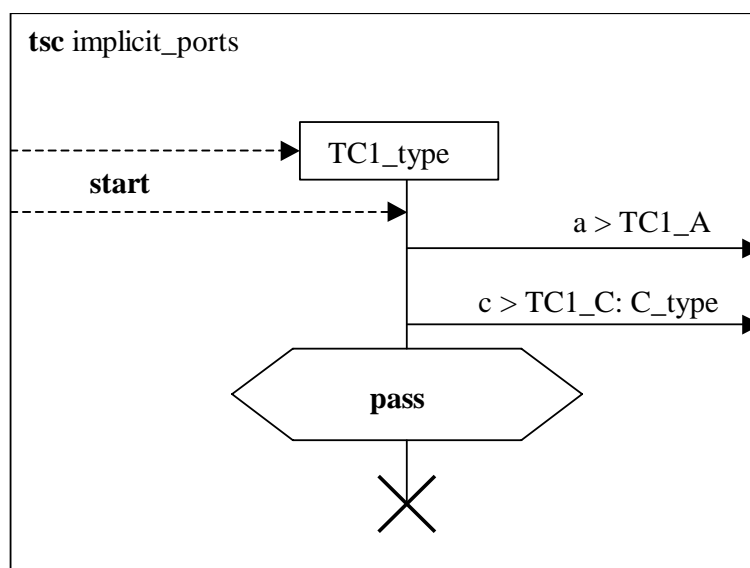 tsc implicit_ports
TC1_type
start
a > TC1_A
c > TC1_C: C_type
pass